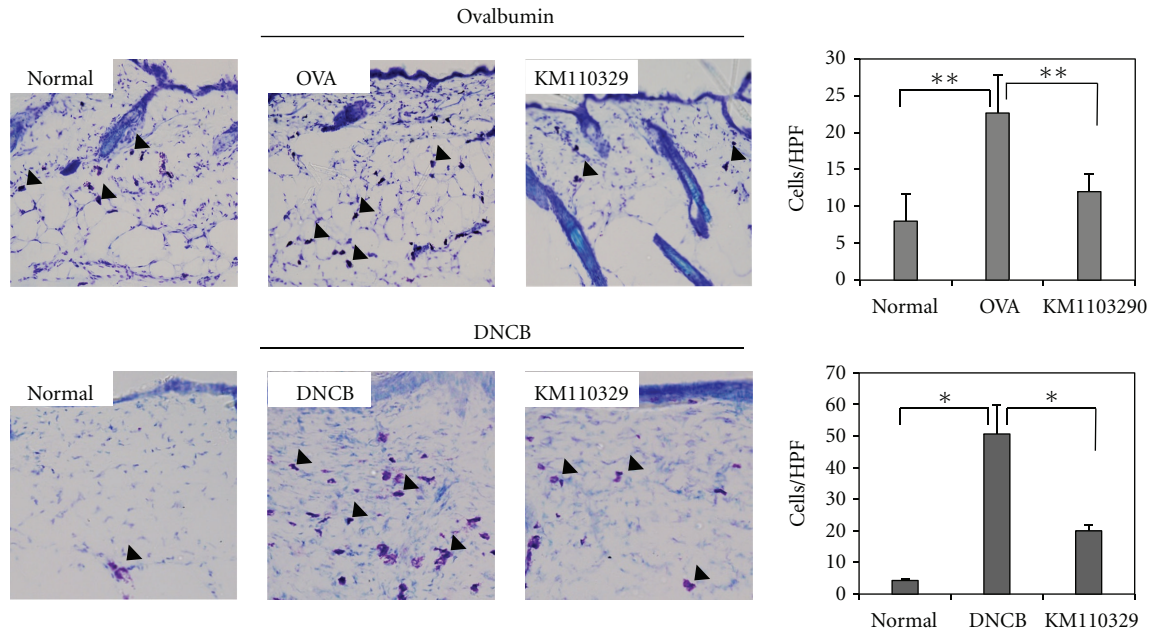 Ovalbumin
Normal
OVA
KM110329
30
25
20
15
10
5
0
Cells/HPF
**
**
Normal
OVA
KM1103290
DNCB
Normal
DNCB
KM110329
70
60
50
40
30
20
10
0
Cells/HPF
*
*
Normal
DNCB
KM110329